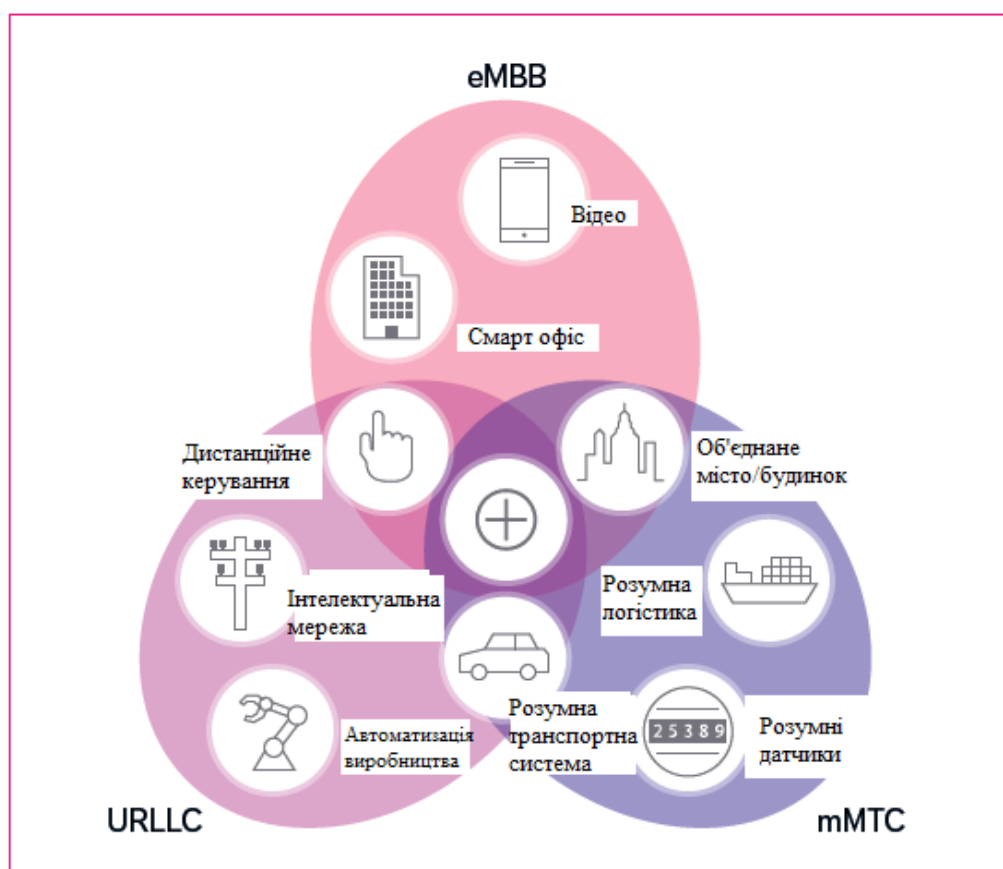 eMBB
Відео
Смарт офіс
Дистанційне
керування
Об'єднане
місто/будинок
Інтелектуальна
мережа
Розумна
логістика
Автоматизація
виробництва
Розумна
транспортна
система
25389
Розумні
датчики
URLLC
mMTC